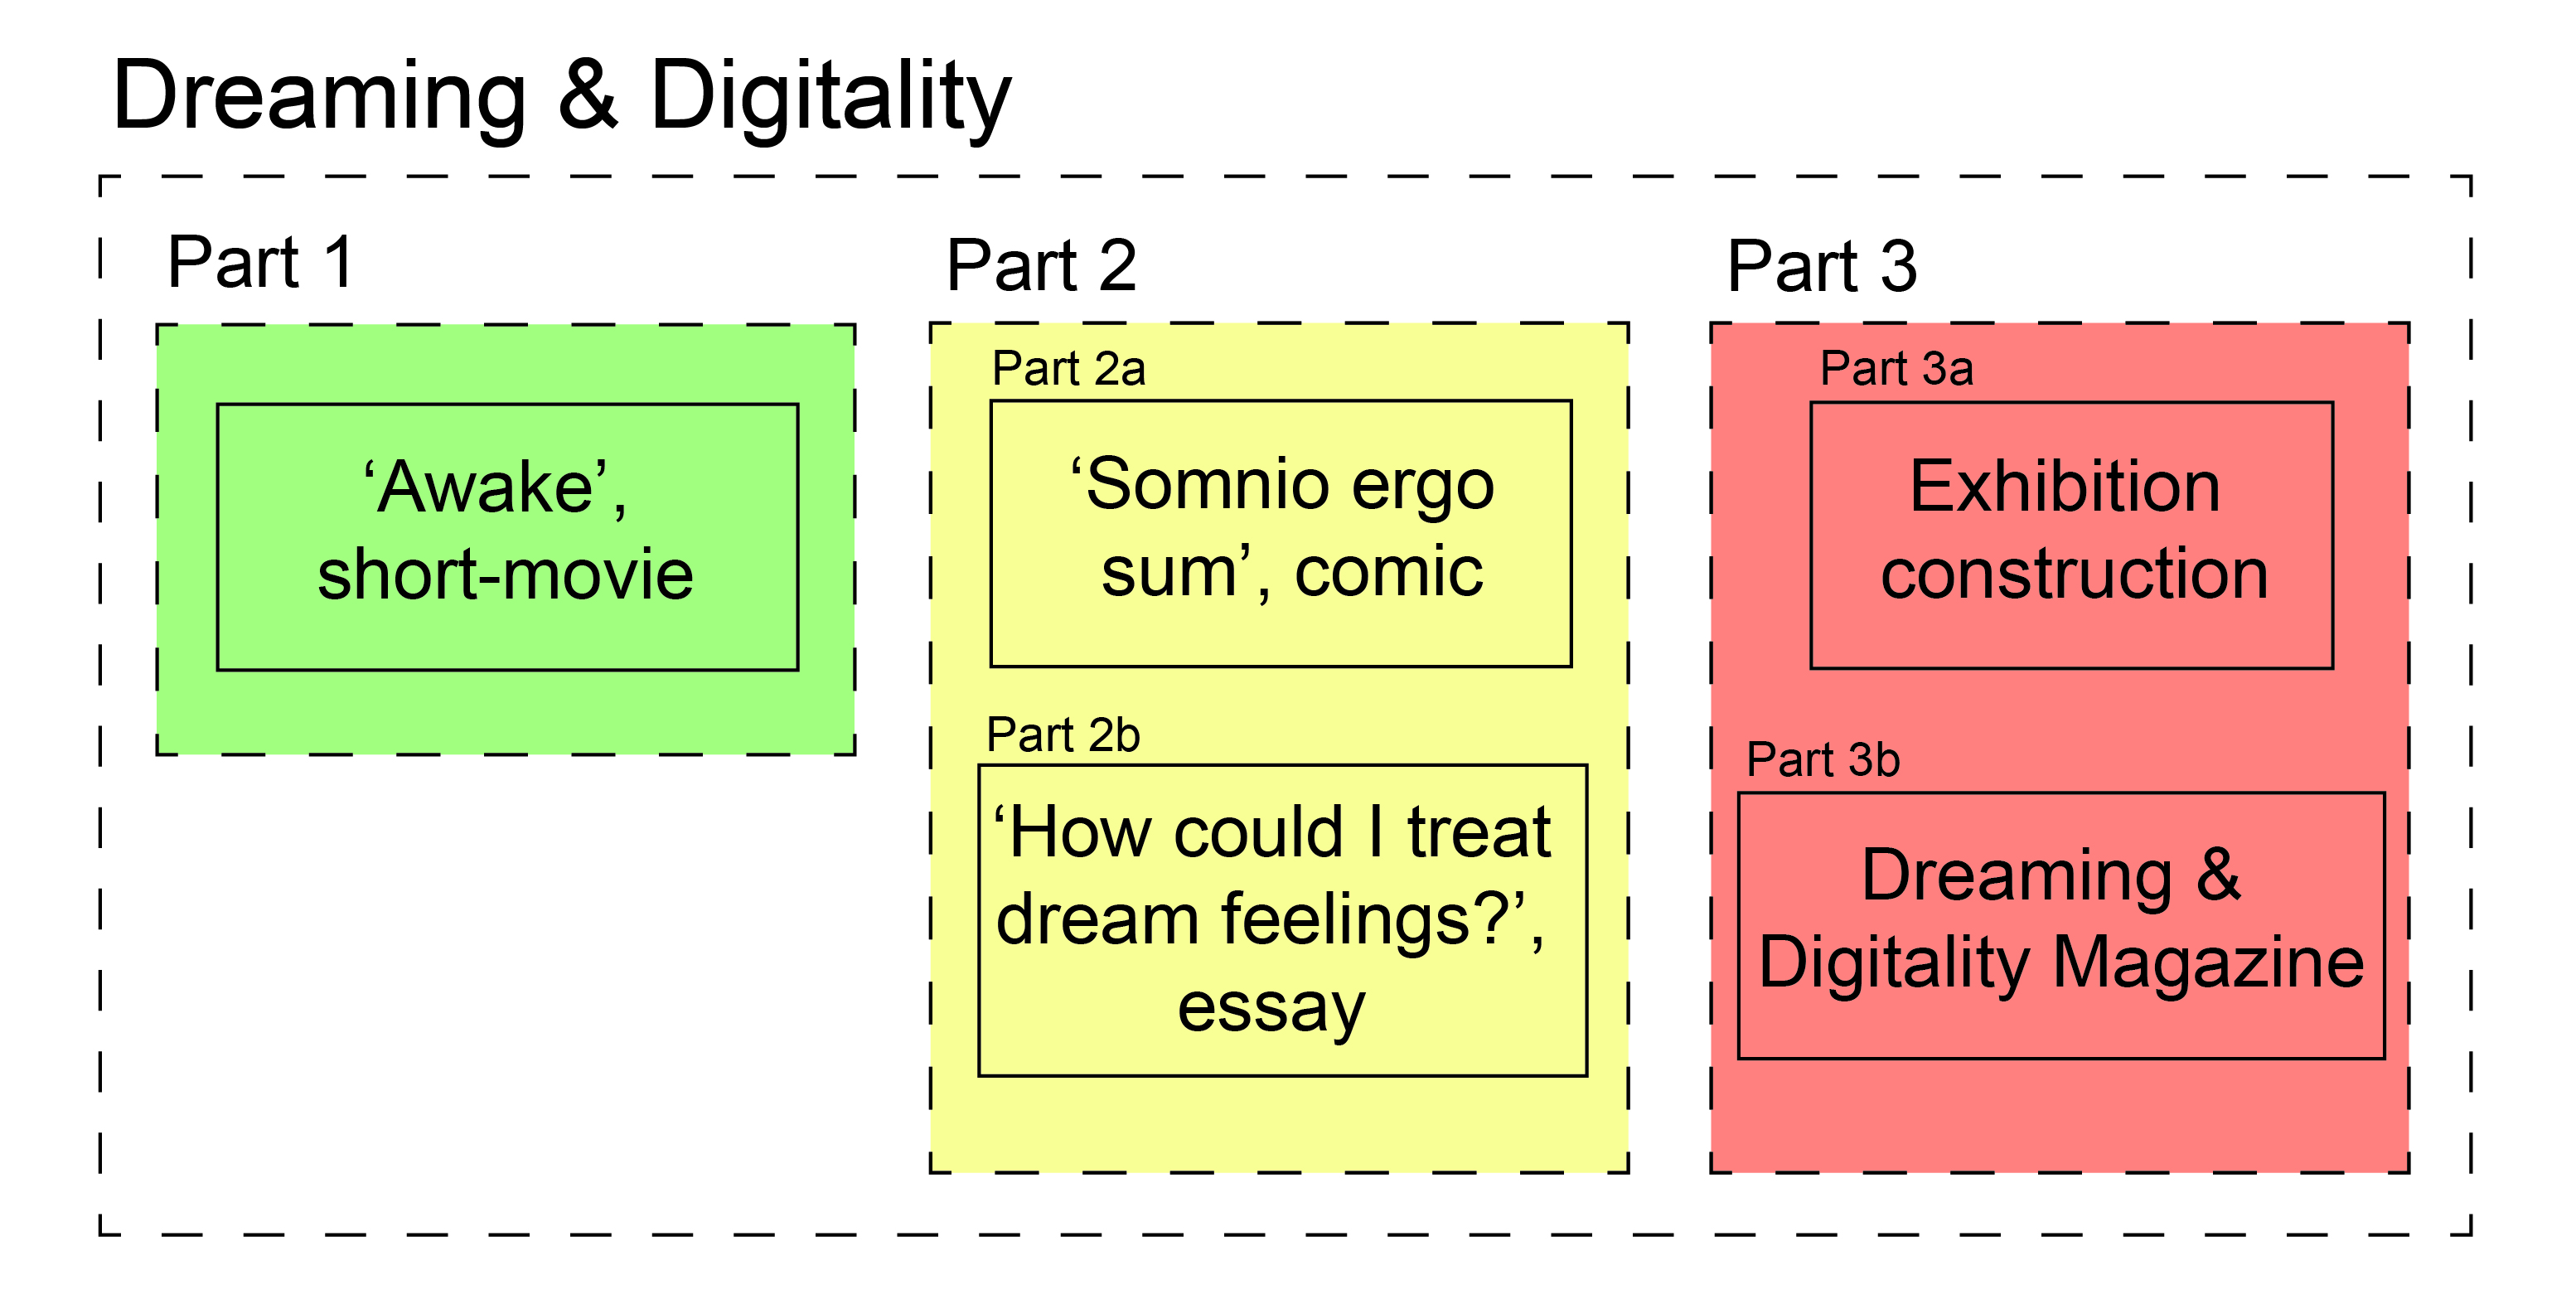 Dreaming & Digitality
Part 1
‘Awake’,
short-movie
Part 2
Part 2a
‘Somnio ergo
sum’, comic
Part 2b
‘How could I treat
dream feelings?’,
essay
Part 3
Part 3a
Exhibition
construction
Part 3b
Dreaming &
Digitality Magazine